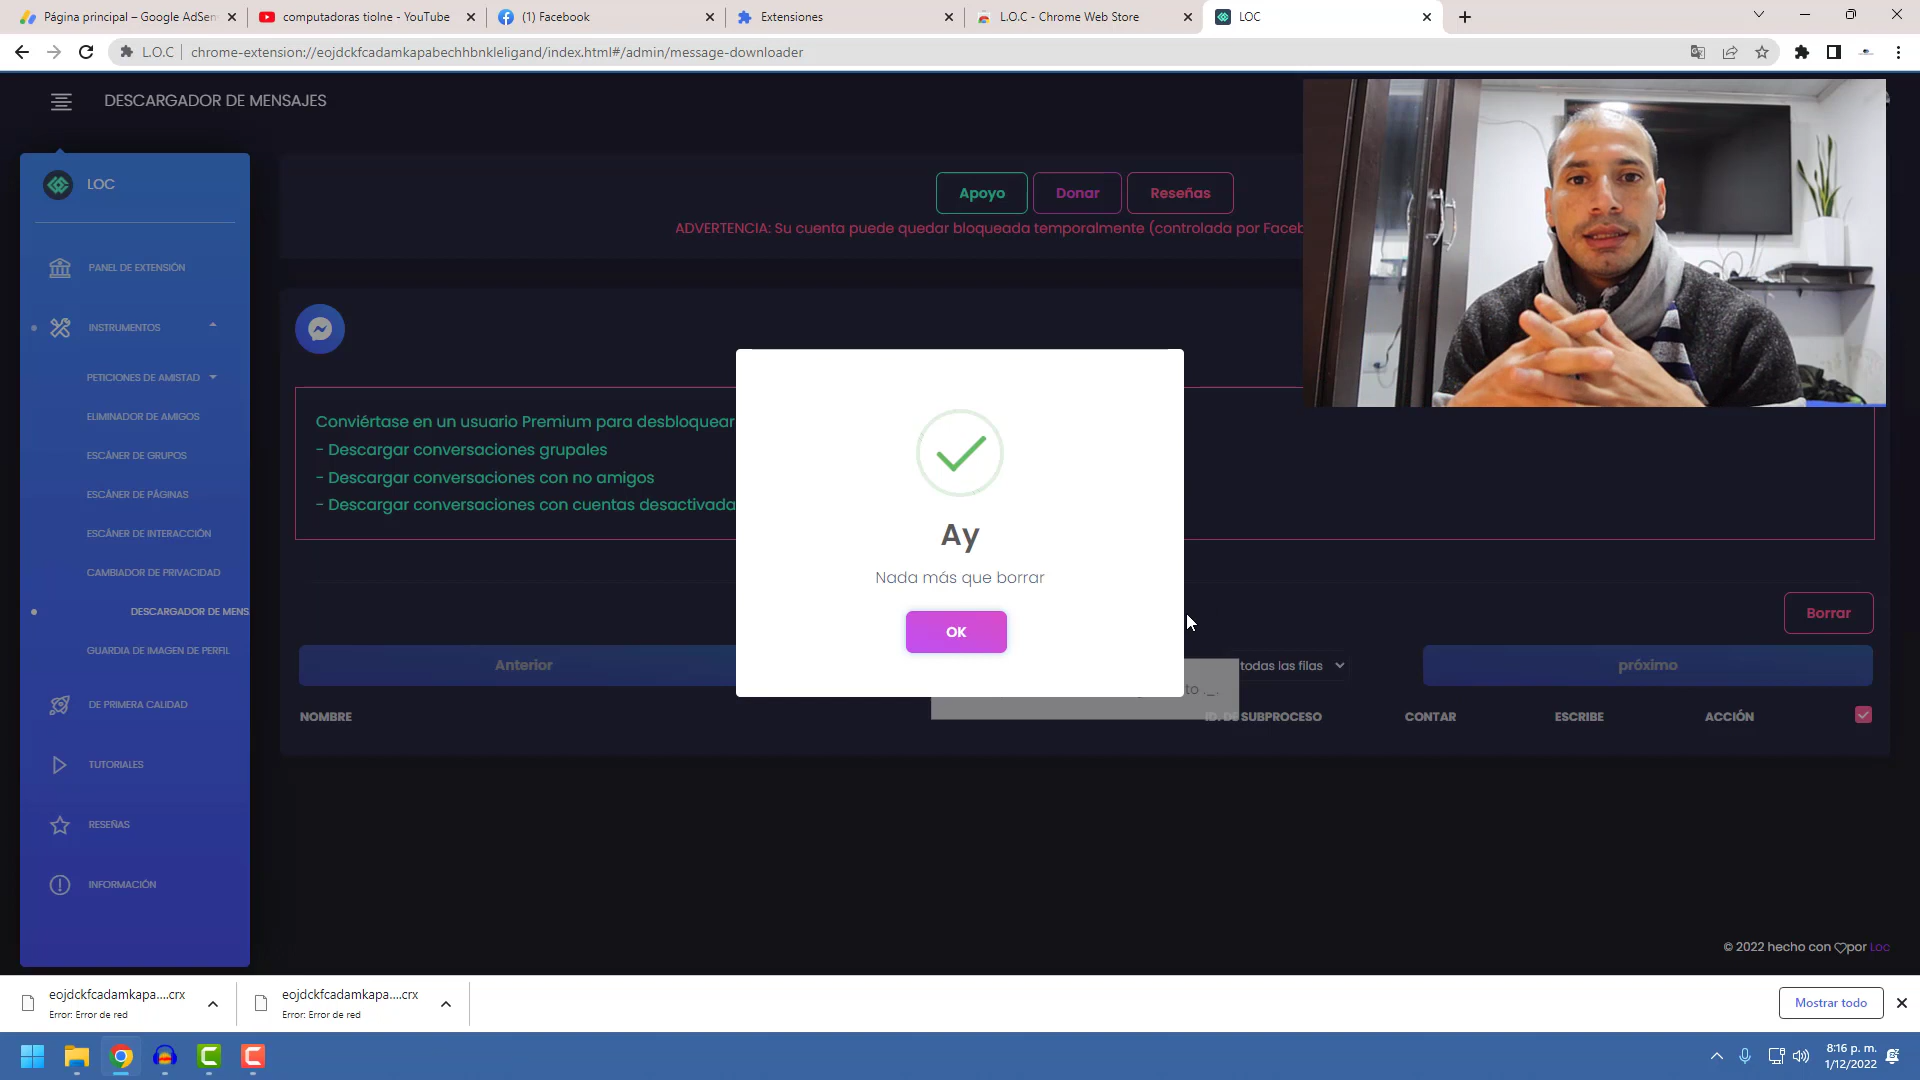 Página principal – Google AdSen
computadoras tiolne - YouTube
(1) Facebook
Extensiones
L.O.C - Chrome Web Store
LOC
L.O.C
chrome-extension://eojdckfcadamkapabechhbnkleligand/index.html#/admin/message-downloader
DESCARGADOR DE MENSAJES
LOC
PANEL DE EXTENSIÓN
INSTRUMENTOS
PETICIONES DE AMISTAD
ELIMINADOR DE AMIGOS
ESCÁNER DE GRUPOS
ESCÁNER DE PÁGINAS
ESCÁNER DE INTERACCIÓN
CAMBIADOR DE PRIVACIDAD
DESCARGADOR DE MENS
GUARDIA DE IMAGEN DE PERFIL
DE PRIMERA CALIDAD
TUTORIALES
RESEÑAS
INFORMACIÓN
Apoyo
Donar
Reseñas
ADVERTENCIA: Su cuenta puede quedar bloqueada temporalmente (controlada por Faceb
Conviértase en un usuario Premium para desbloquear
- Descargar conversaciones grupales
- Descargar conversaciones con no amigos
- Descargar conversaciones con cuentas desactivada
Ay
Nada más que borrar
OK
Borrar
Anterior
todas las filas
próximo
NOMBRE
ID. DE SUBPROCESO
CONTAR
ESCRIBE
ACCIÓN
© 2022 hecho con
por Loc
eojdckfcadamkapa....crx
Error: Error de red
eojdckfcadamkapa....crx
Error: Error de red
Mostrar todo
8:16 p. m.
1/12/2022